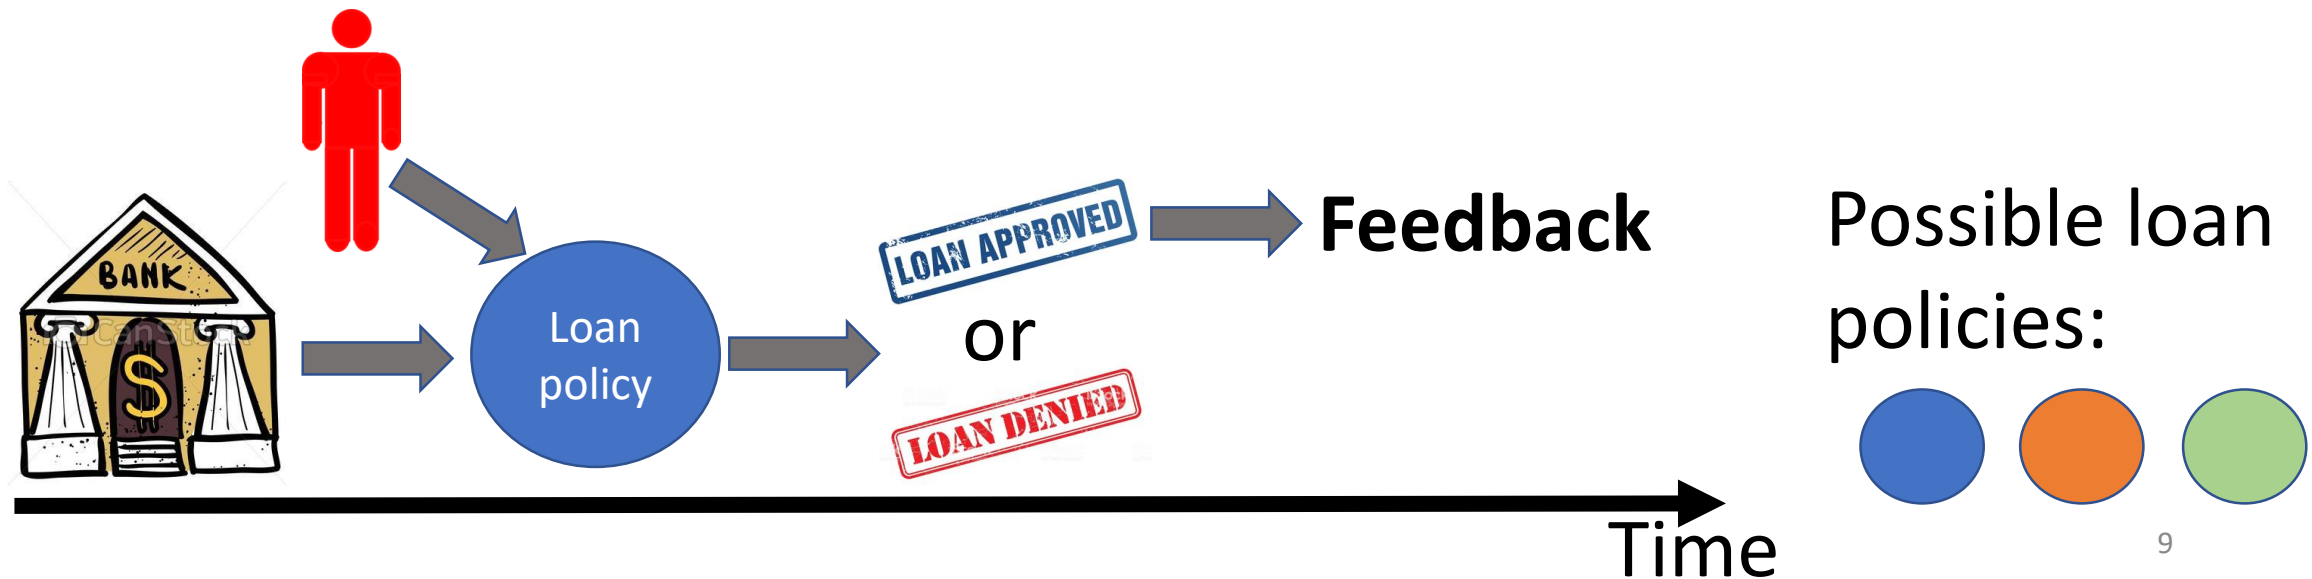 BANK
$
Loan
policy
LOAN APPROVED
or
LOAN DENIED
Feedback
Possible loan
policies:
Time
9